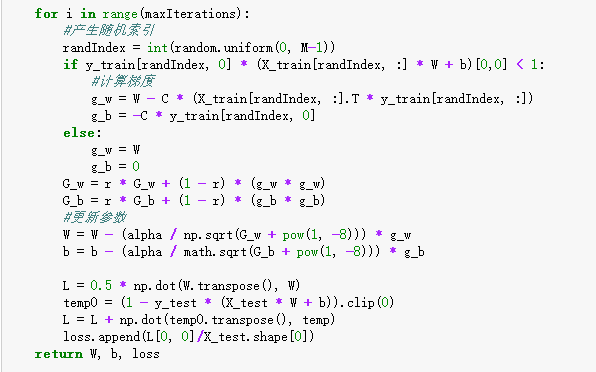 for i in range(maxIterations):
#产生随机索引
randIndex = int(random.uniform(0, M-1))
if y_train[randIndex, 0] * (X_train[randIndex, :] * W + b)[0,0] < 1:
#计算梯度
g_w = W - C * (X_train[randIndex, :].T * y_train[randIndex, :])
g_b = -C * y_train[randIndex, 0]
else:
g_w = W
g_b = 0
G_w = r * G_w + (1 - r) * (g_w * g_w)
G_b = r * G_b + (1 - r) * (g_b * g_b)
#更新参数
W = W - (alpha / np.sqrt(G_w + pow(1, -8))) * g_w
b = b - (alpha / math.sqrt(G_b + pow(1, -8))) * g_b
L = 0.5 * np.dot(W.transpose(), W)
temp0 = (1 - y_test * (X_test * W + b)).clip(0)
L = L + np.dot(temp0.transpose(), temp)
loss.append(L[0, 0]/X_test.shape[0])
return W, b, loss